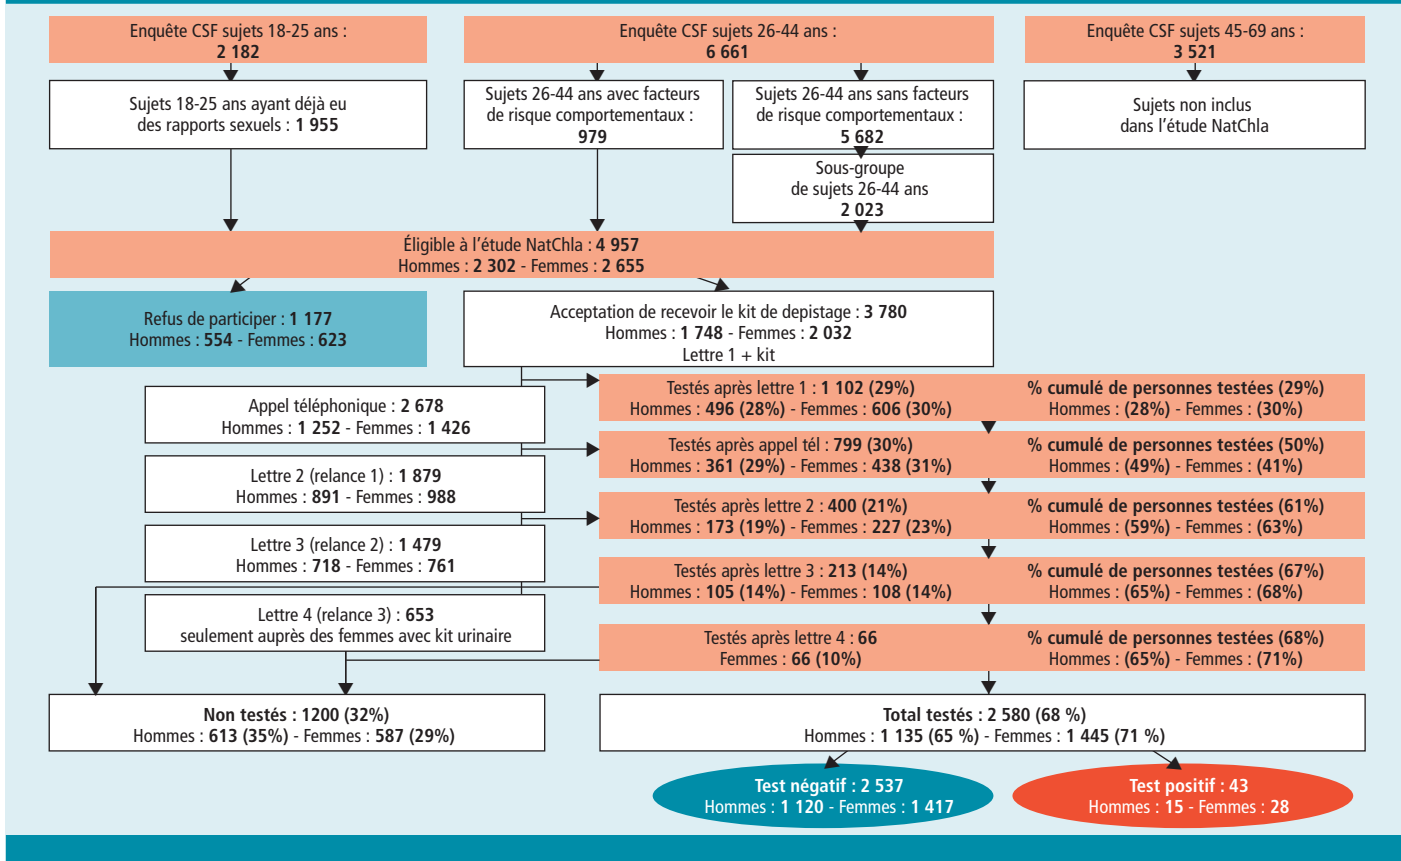 Enquête CSF sujets 18-25 ans :
2 182
Enquête CSF sujets 26-44 ans :
6 661
Enquête CSF sujets 45-69 ans :
3 521
Sujets 18-25 ans ayant déjà eu
des rapports sexuels : 1 955
Sujets 26-44 ans avec facteurs
de risque comportementaux :
979
Sujets 26-44 ans sans facteurs
de risque comportementaux :
5 682
Sujets non inclus
dans l'étude NatChla
Sous-groupe
de sujets 26-44 ans
2 023
Éligible à l'étude NatChla : 4 957
Hommes : 2 302 - Femmes : 2 655
Refus de participer : 1 177
Hommes : 554 - Femmes : 623
Acceptation de recevoir le kit de depistage : 3 780
Hommes : 1 748 - Femmes : 2 032
Lettre 1 + kit
Testés après lettre 1 : 1 102 (29%)
Hommes : 496 (28%) - Femmes : 606 (30%)
% cumulé de personnes testées (29%)
Hommes : (28%) - Femmes : (30%)
Appel téléphonique : 2 678
Hommes : 1 252 - Femmes : 1 426
Testés après appel tél : 799 (30%)
Hommes : 361 (29%) - Femmes : 438 (31%)
% cumulé de personnes testées (50%)
Hommes : (49%) - Femmes : (41%)
Lettre 2 (relance 1) : 1 879
Hommes : 891 - Femmes : 988
Testés après lettre 2 : 400 (21%)
Hommes : 173 (19%) - Femmes : 227 (23%)
% cumulé de personnes testées (61%)
Hommes : (59%) - Femmes : (63%)
Lettre 3 (relance 2) : 1 479
Hommes : 718 - Femmes : 761
Testés après lettre 3 : 213 (14%)
Hommes : 105 (14%) - Femmes : 108 (14%)
% cumulé de personnes testées (67%)
Hommes : (65%) - Femmes : (68%)
Lettre 4 (relance 3) : 653
seulement auprès des femmes avec kit urinaire
Testés après lettre 4 : 66
Femmes : 66 (10%)
% cumulé de personnes testées (68%)
Hommes : (65%) - Femmes : (71%)
Non testés : 1200 (32%)
Hommes : 613 (35%) - Femmes : 587 (29%)
Total testés : 2 580 (68 %)
Hommes : 1 135 (65 %) - Femmes : 1 445 (71 %)
Test négatif : 2 537
Hommes : 1 120 - Femmes : 1 417
Test positif : 43
Hommes : 15 - Femmes : 28